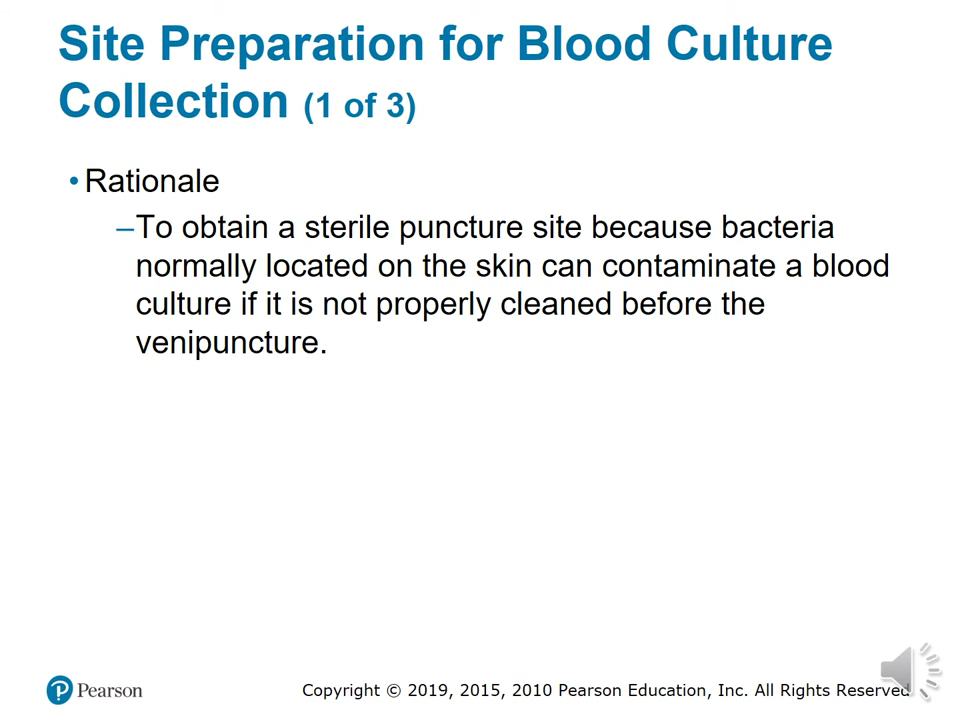 Site Preparation for Blood Culture
Collection (1 of 3)
• Rationale
–To obtain a sterile puncture site because bacteria
normally located on the skin can contaminate a blood
culture if it is not properly cleaned before the
venipuncture.
Pearson
Copyright © 2019, 2015, 2010 Pearson Education, Inc. All Rights Reserved